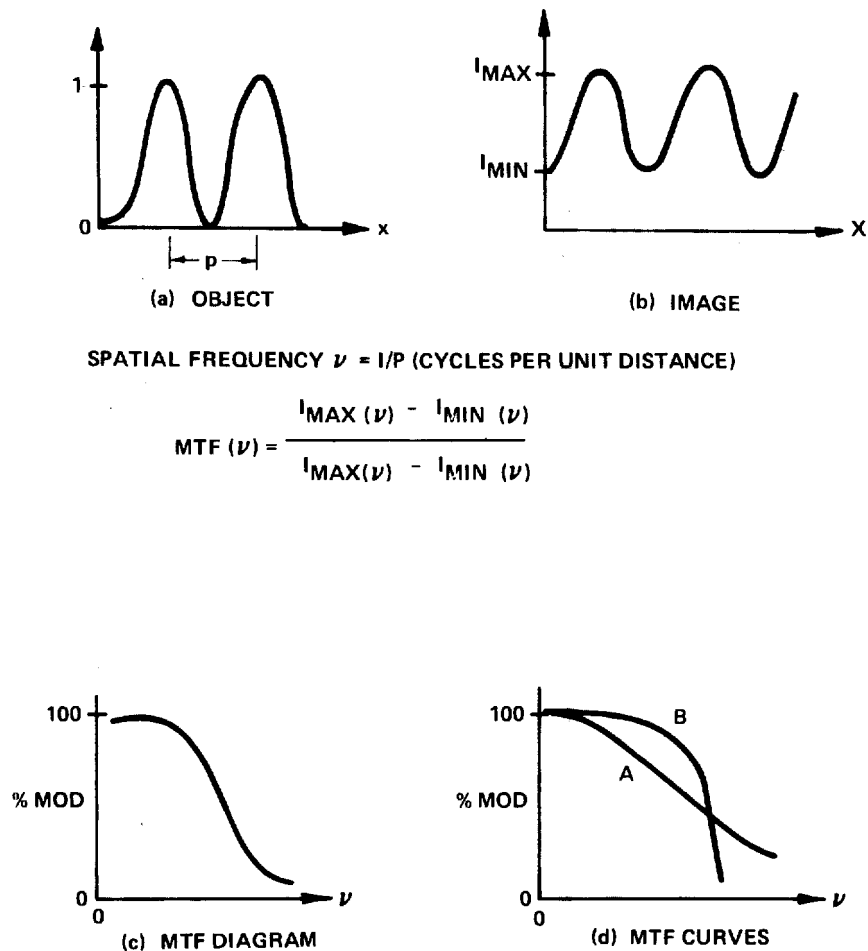 1
0
x
p
(a) OBJECT
IMAX
IMIN
X
(b) IMAGE
SPATIAL FREQUENCY ν = I/P (CYCLES PER UNIT DISTANCE)
MTF (ν) = IMAX (ν) - IMIN (ν)
IMAX(ν) - IMIN (ν)
100
% MOD
0
0
ν
(c) MTF DIAGRAM
100
% MOD
0
0
B
A
ν
(d) MTF CURVES